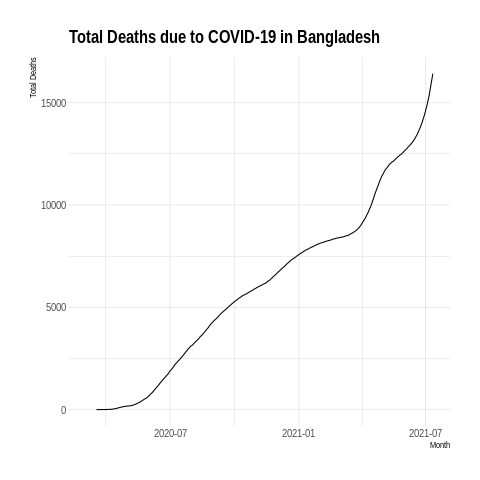 Total Deaths due to COVID-19 in Bangladesh
Total Deaths
15000
10000
5000
0
2020-07
2021-01
2021-07
Month